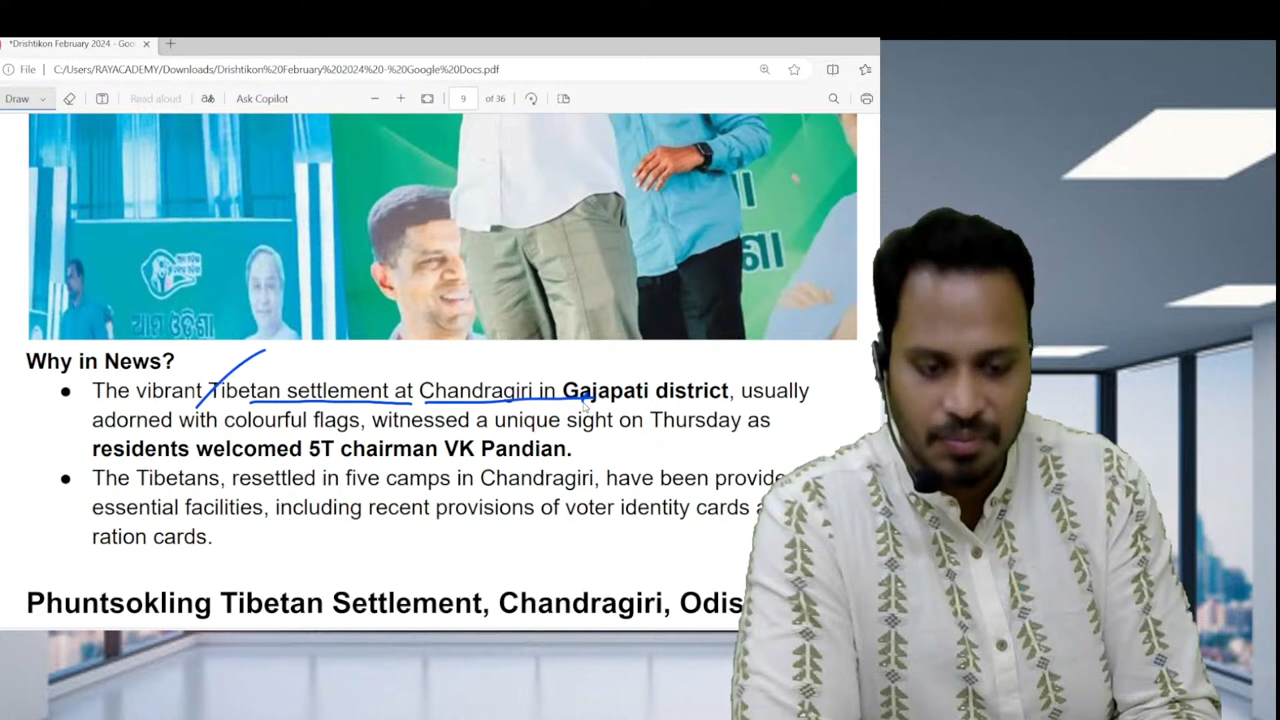 *Drishtikon February 2024 - Goo
File C:/Users/RAYACADEMY/Downloads/Drishtikon%20February%202024%20-%20Google%20Docs.pdf
Draw Read aloud Ask Copilot 9 of 36
ଆମ ଓଡ଼ିଶା
Why in News?
● The vibrant Tibetan settlement at Chandragiri in Gajapati district, usually
adorned with colourful flags, witnessed a unique sight on Thursday as
residents welcomed 5T chairman VK Pandian.
● The Tibetans, resettled in five camps in Chandragiri, have been provide
essential facilities, including recent provisions of voter identity cards a
ration cards.
Phuntsokling Tibetan Settlement, Chandragiri, Odis